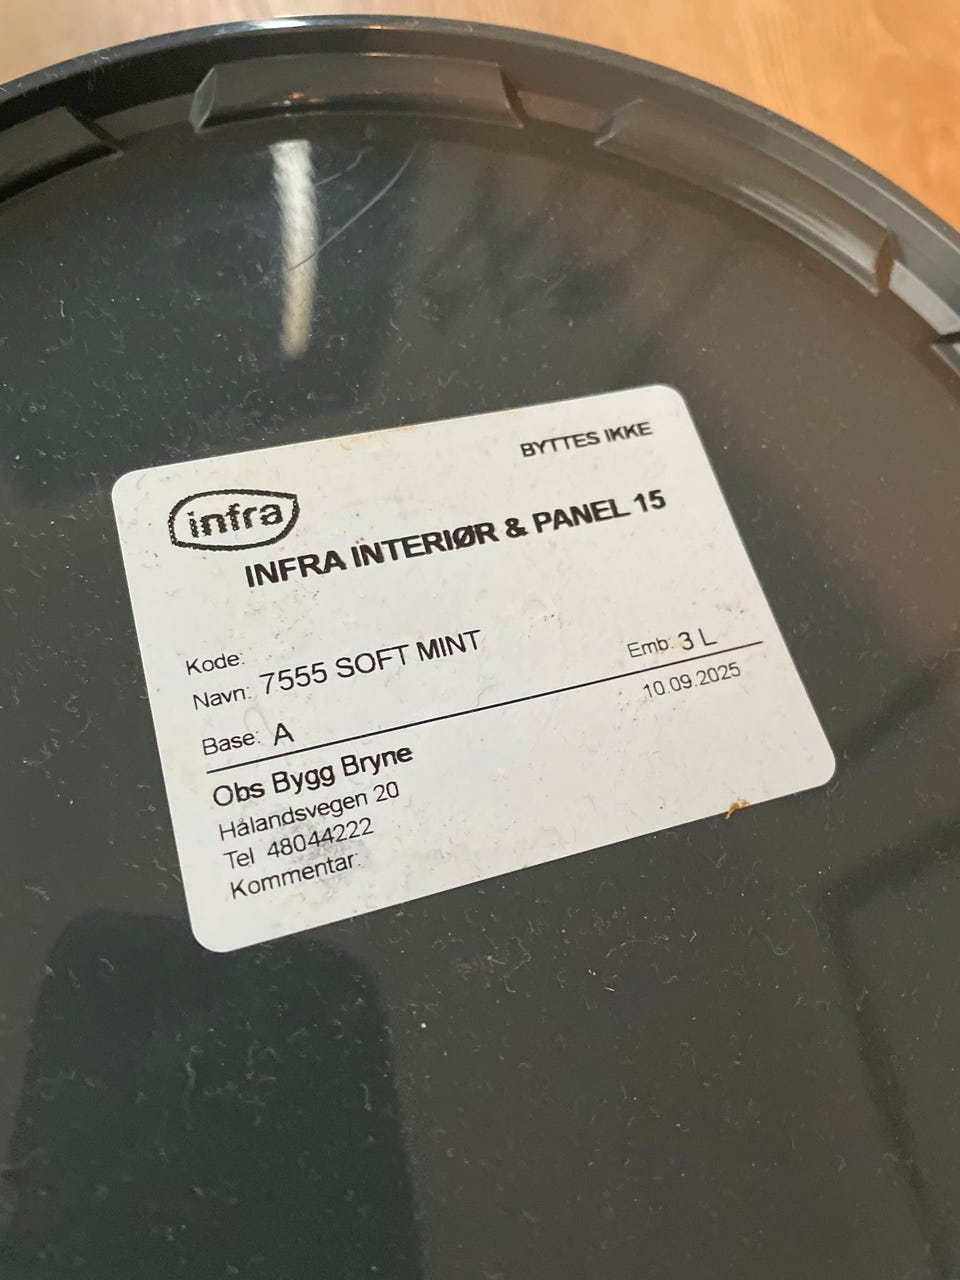 BYTTES IKKE
infra
INFRA INTERIØR & PANEL 15
Kode:
Navn: 7555 SOFT MINT
Emb: 3 L
Base: A
10.09.2025
Obs Bygg Bryne
Hålandsvegen 20
Tel 48044222
Kommentar: